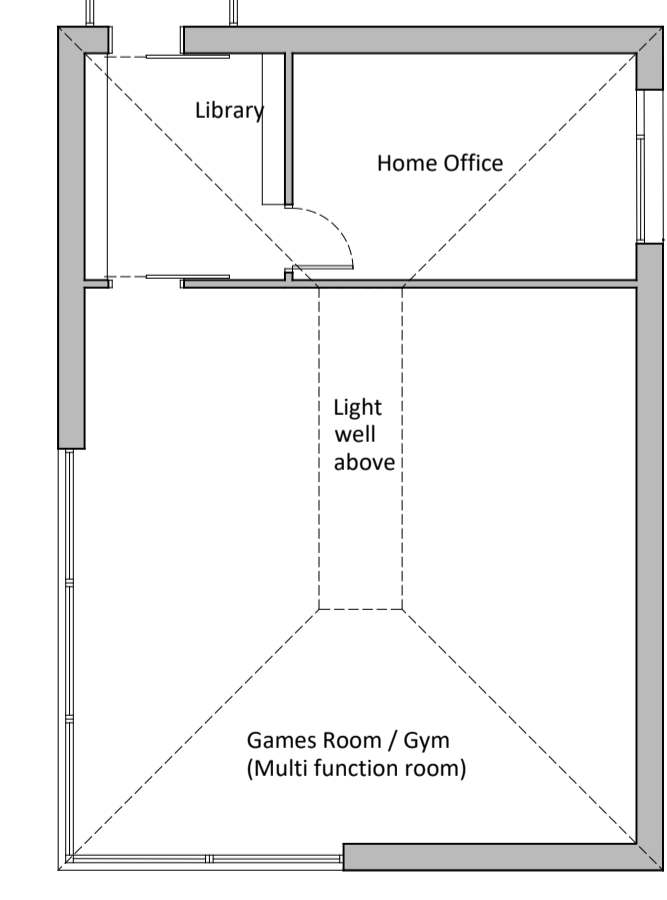 Library
Home Office
Light
well
above
Games Room / Gym
(Multi function room)